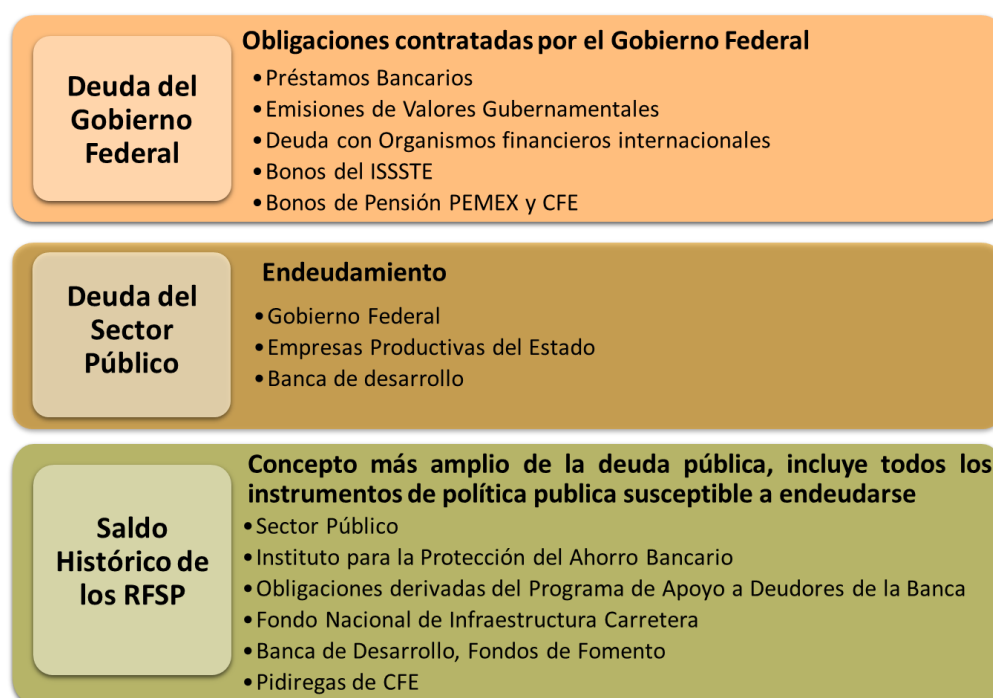 Deuda del
Gobierno
Federal
Obligaciones contratadas por el Gobierno Federal
•Préstamos Bancarios
•Emisiones de Valores Gubernamentales
•Deuda con Organismos financieros internacionales
•Bonos del ISSSTE
•Bonos de Pensión PEMEX y CFE
Deuda del
Sector
Público
Endeudamiento
•Gobierno Federal
•Empresas Productivas del Estado
•Banca de desarrollo
Saldo
Histórico de
los RFSP
Concepto más amplio de la deuda pública, incluye todos los
instrumentos de política publica susceptible a endeudarse
•Sector Público
•Instituto para la Protección del Ahorro Bancario
•Obligaciones derivadas del Programa de Apoyo a Deudores de la Banca
•Fondo Nacional de Infraestructura Carretera
•Banca de Desarrollo, Fondos de Fomento
•Pidiregas de CFE